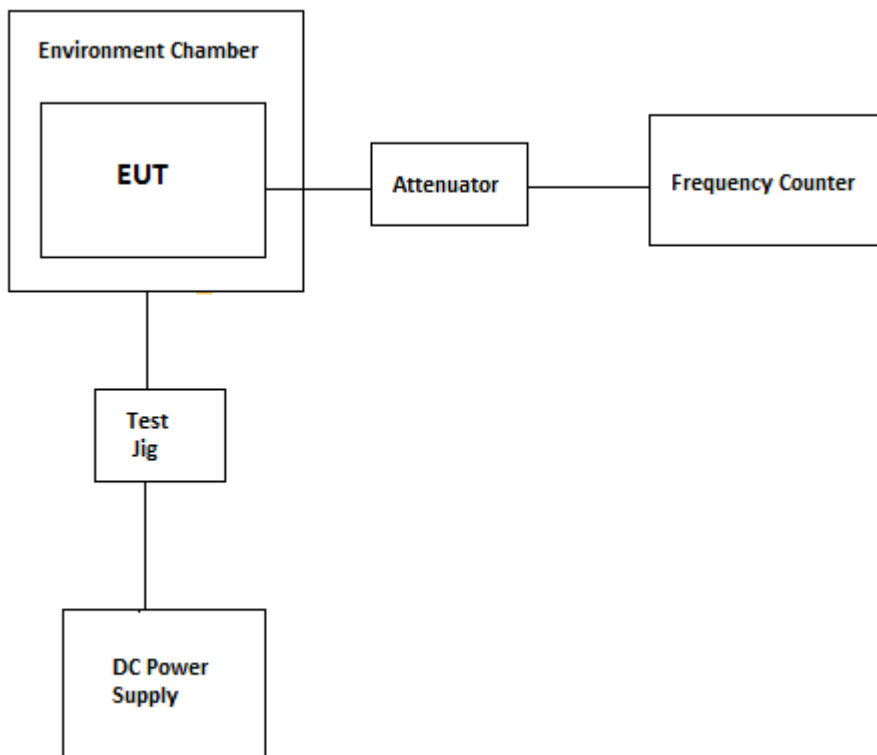 Environment Chamber
EUT
Attenuator
Frequency Counter
Test
Jig
DC Power
Supply